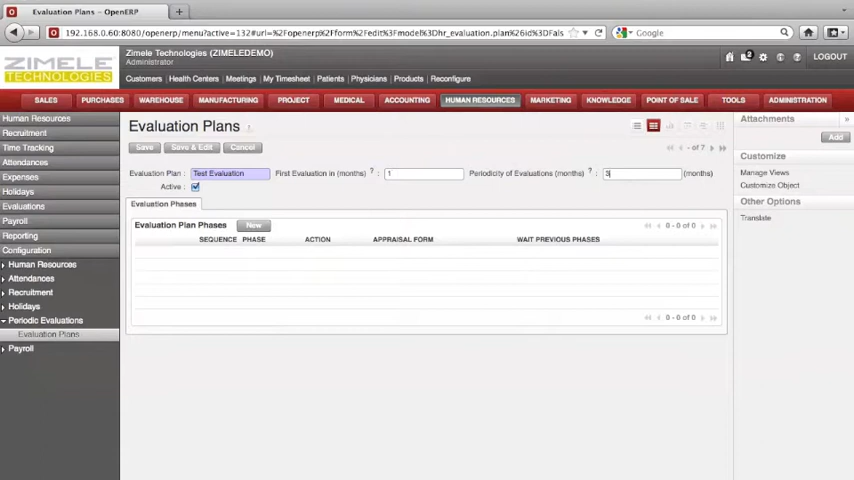 Evaluation Plans – OpenERP
192.168.0.60:8080/openerp/menu?active=132#url=%2Fopenerp%2Fform%2Fedit%3Fmodel%3Dhr_evaluation.plan%26id%3DFals
Google
ZIMELE
TECHNOLOGIES
Zimele Technologies (ZIMELEDEMO)
Administrator
2
LOGOUT
Customers Health Centers Meetings My Timesheet Patients Physicians Products Reconfigure
SALES PURCHASES WAREHOUSE MANUFACTURING PROJECT MEDICAL ACCOUNTING HUMAN RESOURCES MARKETING KNOWLEDGE POINT OF SALE TOOLS ADMINISTRATION
Human Resources
Recruitment
Time Tracking
Attendances
Expenses
Holidays
Evaluations
Payroll
Reporting
Configuration
Human Resources
Attendances
Recruitment
Holidays
Periodic Evaluations
Evaluation Plans
Payroll
Evaluation Plans
Save Save & Edit Cancel
- of 7
Evaluation Plan : Test Evaluation First Evaluation in (months) ? : 1 Periodicity of Evaluations (months) ? : 3 (months)
Active :
Evaluation Phases
Evaluation Plan Phases New
0 - 0 of 0
SEQUENCE PHASE ACTION APPRAISAL FORM WAIT PREVIOUS PHASES
0 - 0 of 0
Attachments »
Add
Customize
Manage Views
Customize Object
Other Options
Translate